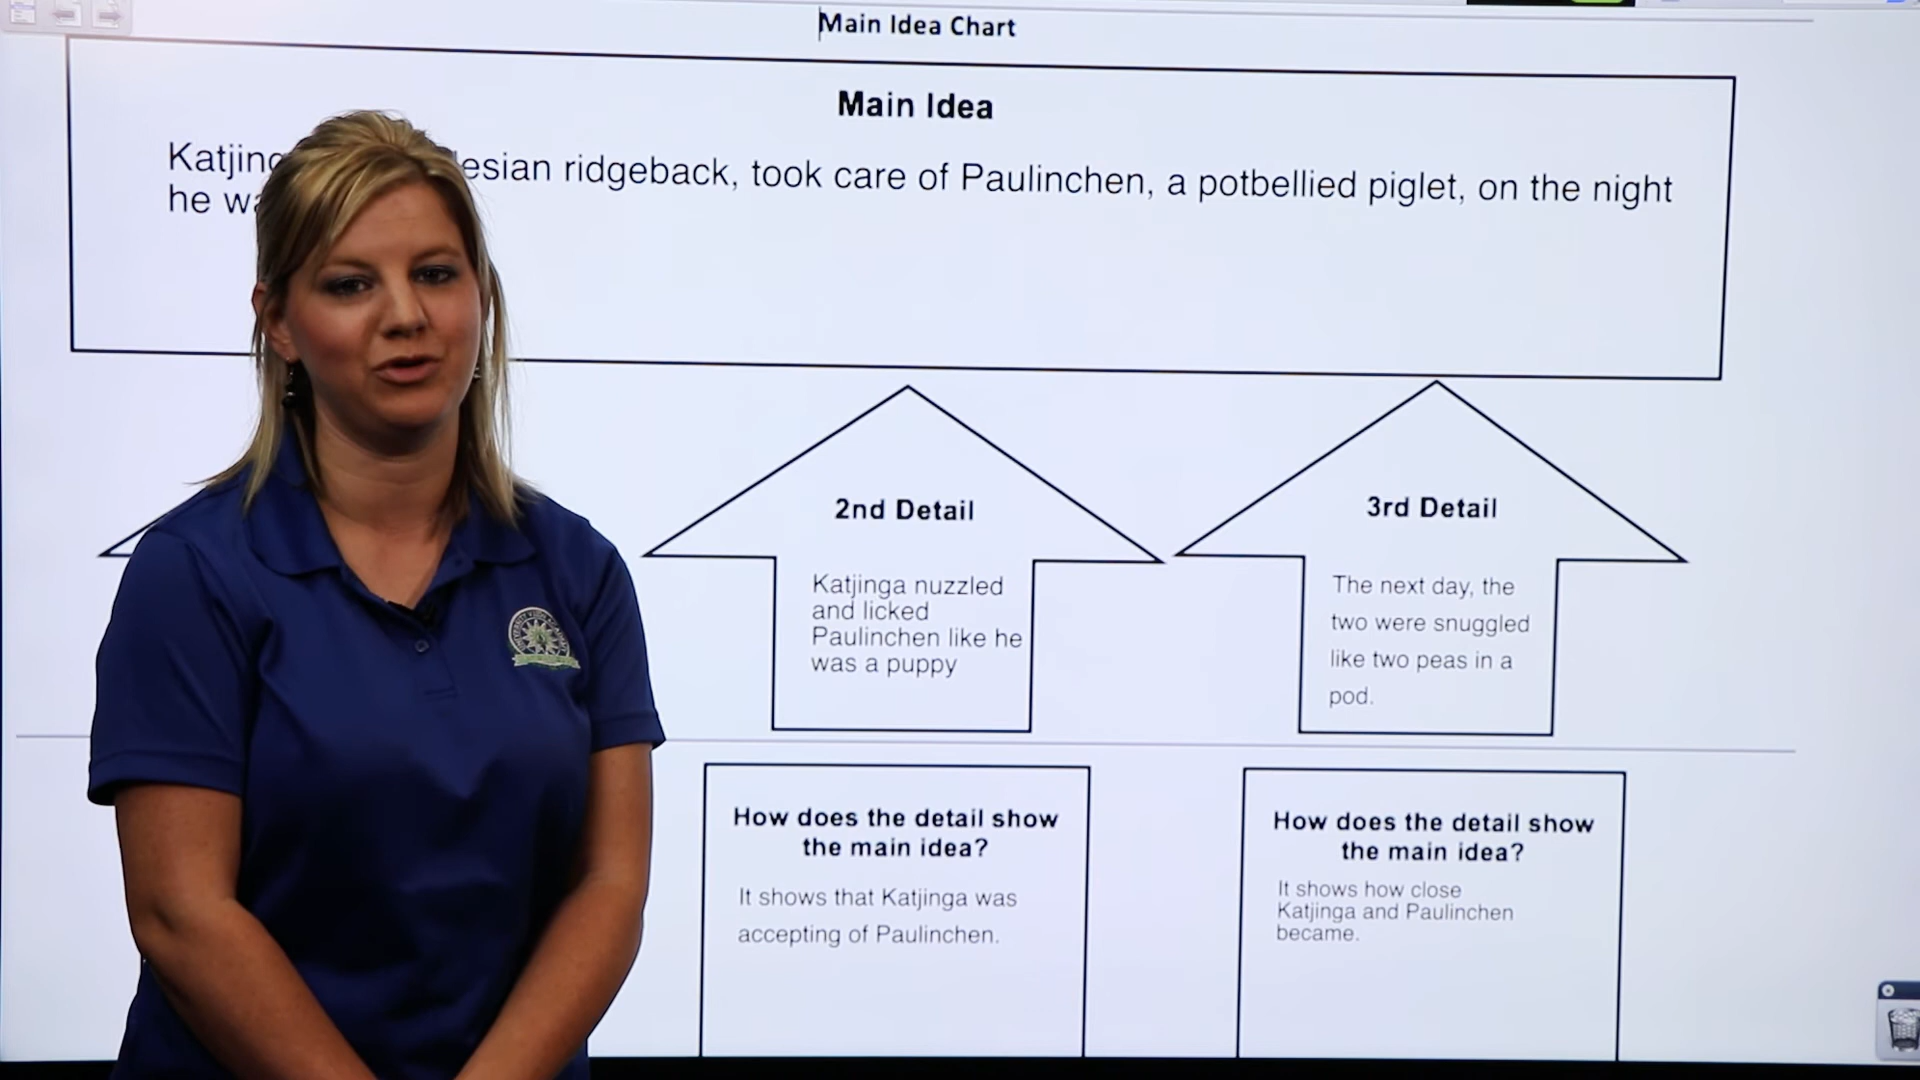 Main Idea Chart
Main Idea
ridgeback, took care of Paulinchen, a potbellied piglet, on the night
he
2nd Detail
Katjinga nuzzled
and licked
Paulinchen like he
was a puppy
3rd Detail
The next day, the
two were snuggled
like two peas in a
pod.
How does the detail show
the main idea?
It shows that Katjinga was
accepting of Paulinchen.
How does the detail show
the main idea?
It shows how close
Katjinga and Paulinchen
became.